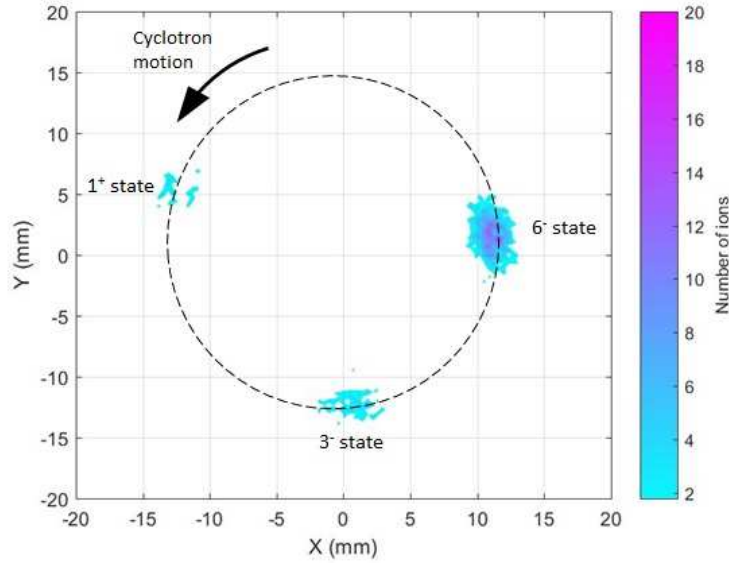 Cyclotron
motion
1+ state
6- state
3- state
20
15
10
5
0
-5
-10
-15
-20
Y (mm)
-20 -15 -10 -5 0 5 10 15 20
X (mm)
20
18
16
14
12
10
8
6
4
2
Number of ions